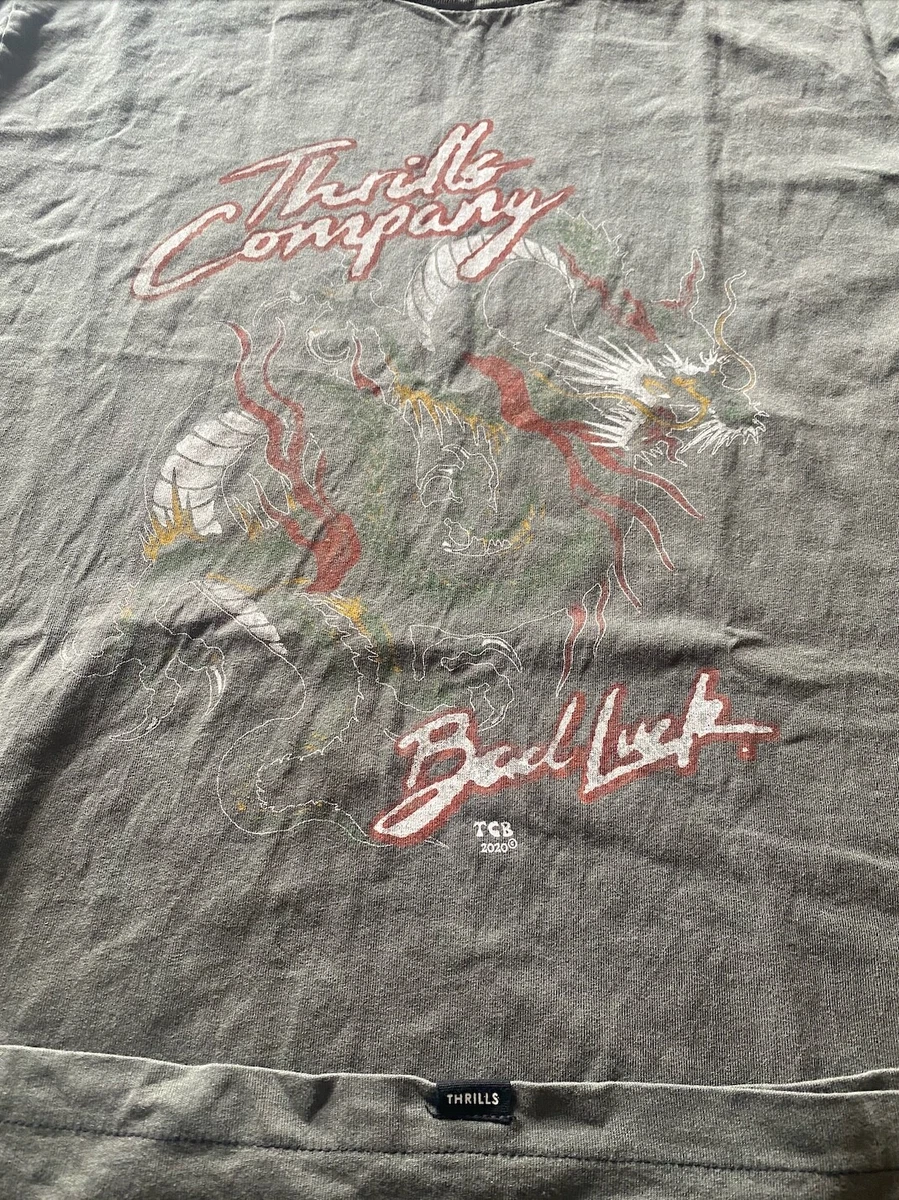 Thrills
Company
Bad Luck.
TCB
2020©
THRILLS